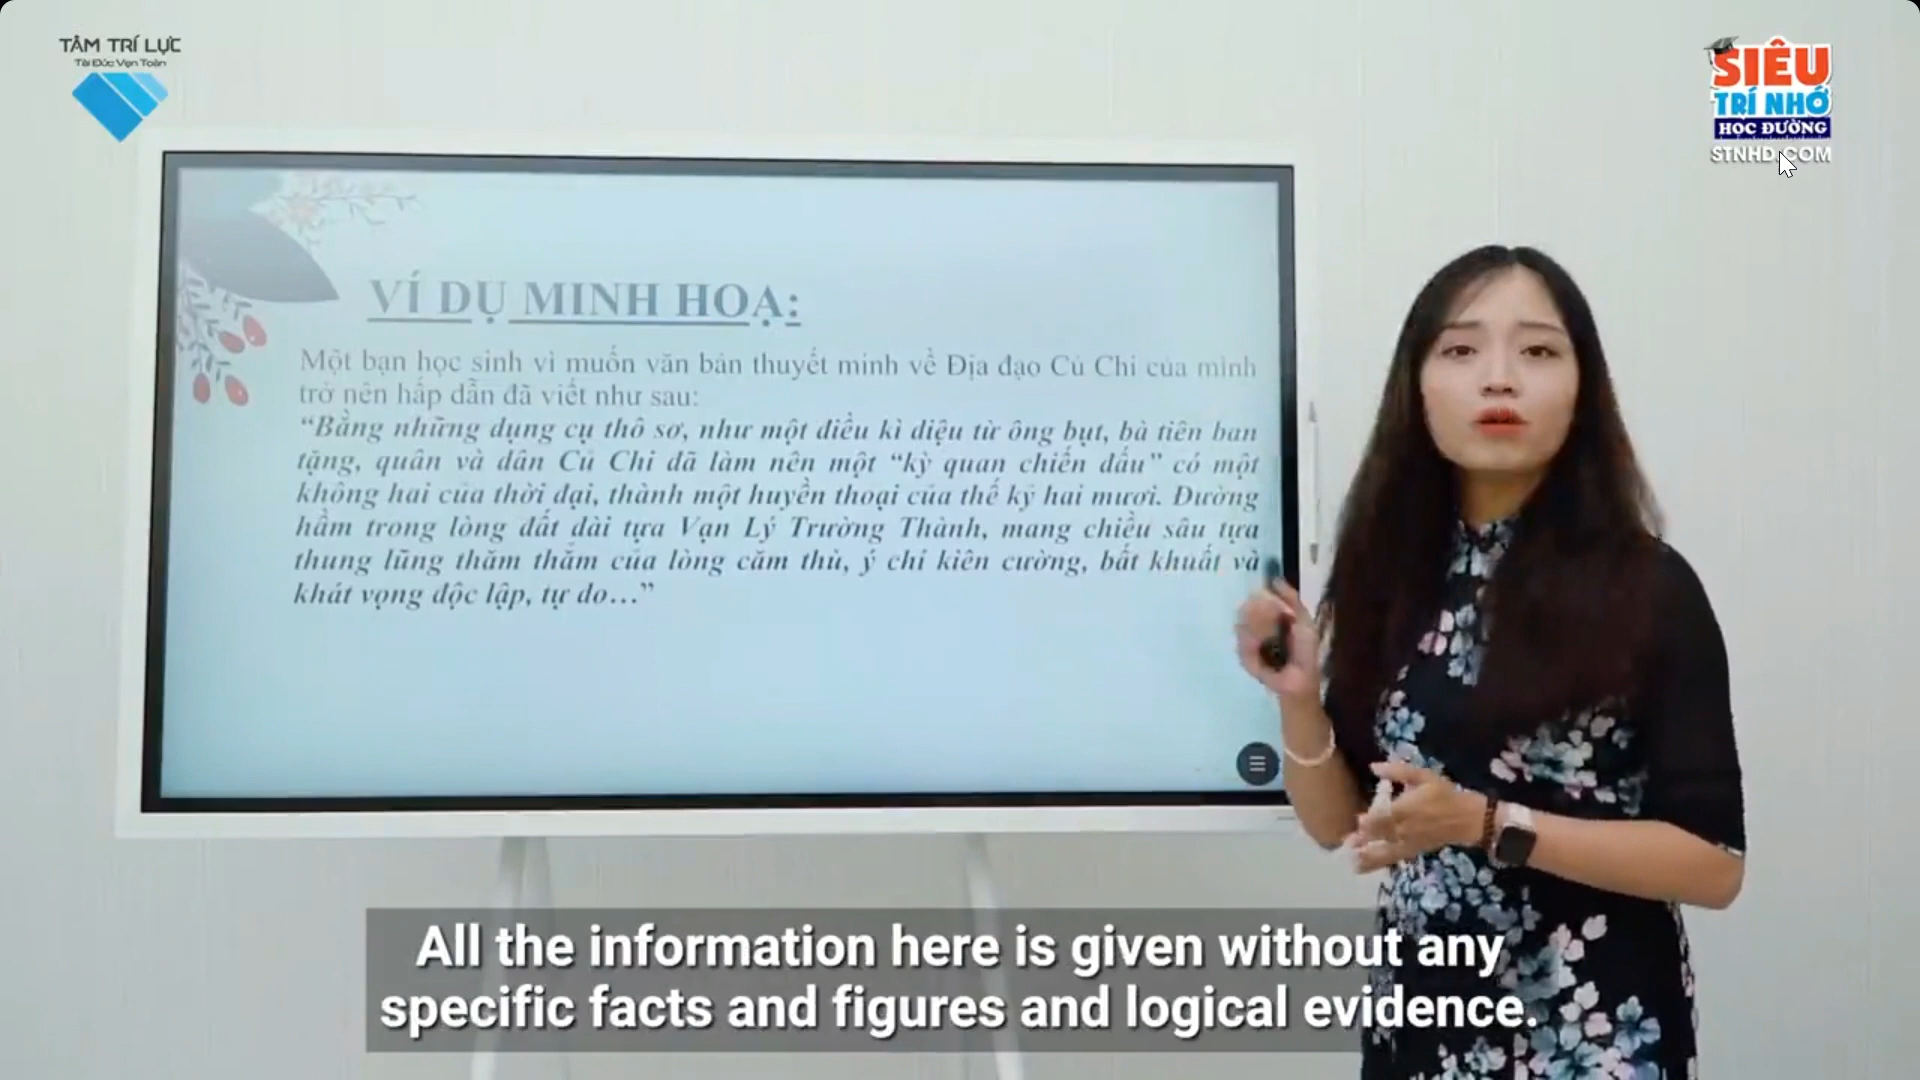 TÂM TRÍ LỰC
Tài Đức Vẹn Toàn
SIÊU
TRÍ NHỚ
HỌC ĐƯỜNG
STNHD.COM
VÍ DỤ MINH HOẠ:
Một bạn học sinh vì muốn văn bản thuyết minh về Địa đạo Củ Chi của mình
trở nên hấp dẫn đã viết như sau:
“Bằng những dụng cụ thô sơ, như một điều kì diệu từ ông bụt, bà tiên ban
tặng, quân và dân Củ Chi đã làm nên một “kỳ quan chiến đấu” có một
không hai của thời đại, thành một huyền thoại của thế kỷ hai mươi. Đường
hầm trong lòng đất dài tựa Vạn Lý Trường Thành, mang chiều sâu tựa
thung lũng thăm thẳm của lòng căm thù, ý chí kiên cường, bất khuất và
khát vọng độc lập, tự do…”
All the information here is given without any
specific facts and figures and logical evidence.